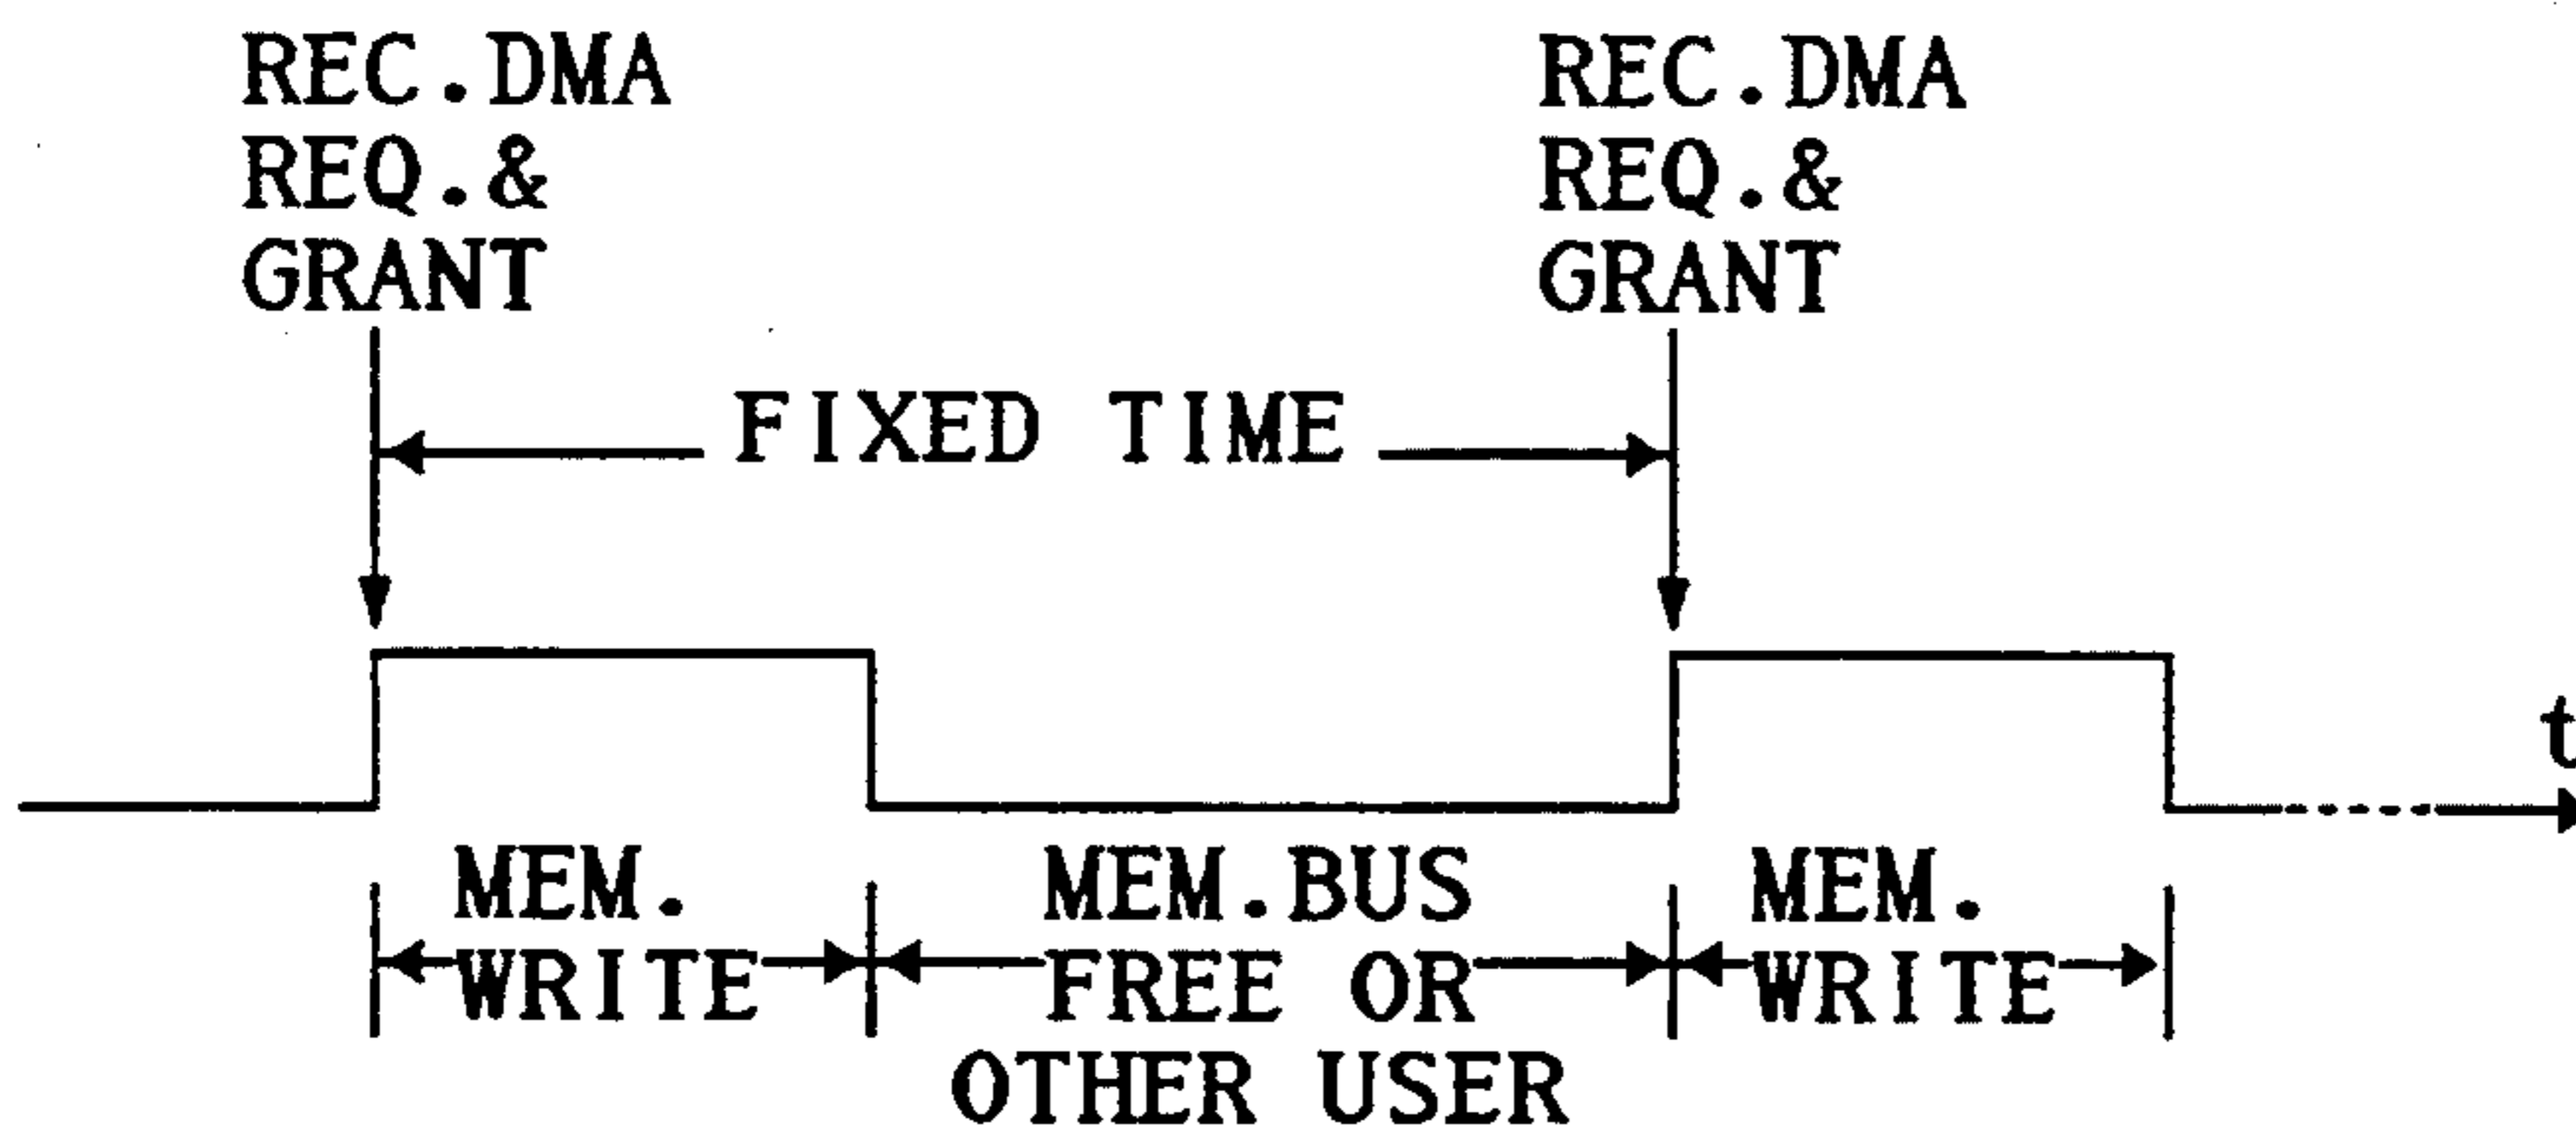 REC.DMA
REQ.&
GRANT
REC.DMA
REQ.&
GRANT
FIXED TIME
t
MEM.
WRITE
MEM.BUS
FREE OR
OTHER USER
MEM.
WRITE